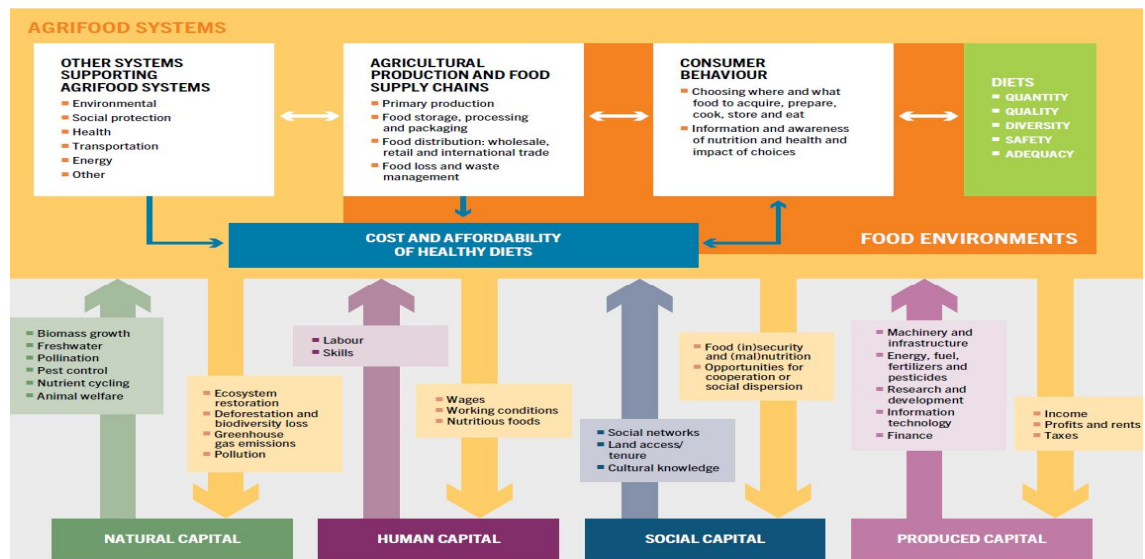 AGRIFOOD SYSTEMS
OTHER SYSTEMS
SUPPORTING
AGRIFOOD SYSTEMS
Environmental
Social protection
Health
Transportation
Energy
Other
AGRICULTURAL
PRODUCTION AND FOOD
SUPPLY CHAINS
Primary production
Food storage, processing
and packaging
Food distribution: wholesale,
retail and international trade
Food loss and waste
management
CONSUMER
BEHAVIOUR
Choosing where and what
food to acquire, prepare,
cook, store and eat
Information and awareness
of nutrition and health and
impact of choices
DIETS
QUANTITY
QUALITY
DIVERSITY
SAFETY
ADEQUACY
COST AND AFFORDABILITY
OF HEALTHY DIETS
FOOD ENVIRONMENTS
Biomass growth
Freshwater
Pollination
Pest control
Nutrient cycling
Animal welfare
Ecosystem
restoration
Deforestation and
biodiversity loss
Greenhouse
gas emissions
Pollution
Labour
Skills
Wages
Working conditions
Nutritious foods
Social networks
Land access/
tenure
Cultural knowledge
Food (in)security
and (mal)nutrition
Opportunities for
cooperation or
social dispersion
Machinery and
infrastructure
Energy, fuel,
fertilizers and
pesticides
Research and
development
Information
technology
Finance
Income
Profits and rents
Taxes
NATURAL CAPITAL
HUMAN CAPITAL
SOCIAL CAPITAL
PRODUCED CAPITAL